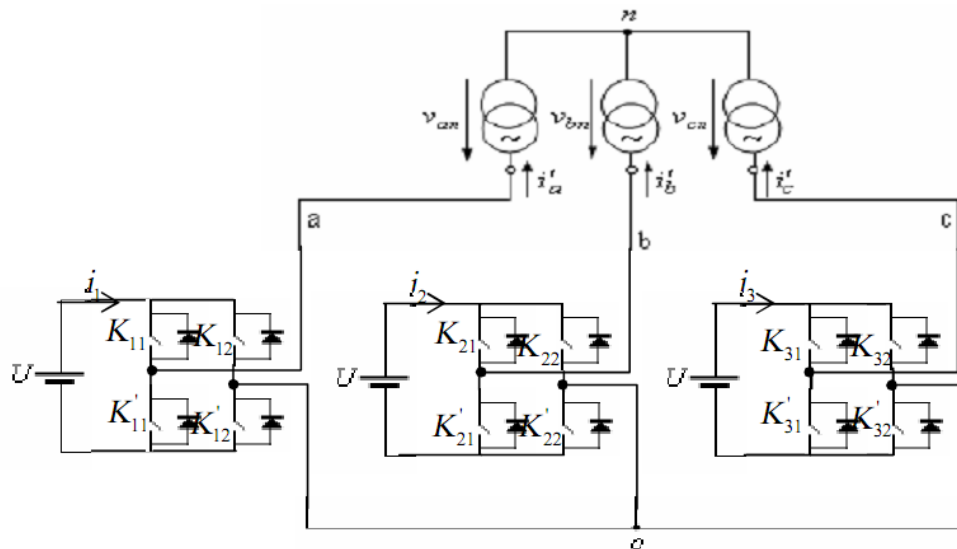 n
v_an v_bn v_cn
i'_a i'_b i'_c
a b c
i_1 i_2 i_3
K_11 K_12 K_21 K_22 K_31 K_32
U U U
~ ~ ~
K'_11 K'_12 K'_21 K'_22 K'_31 K'_32
o